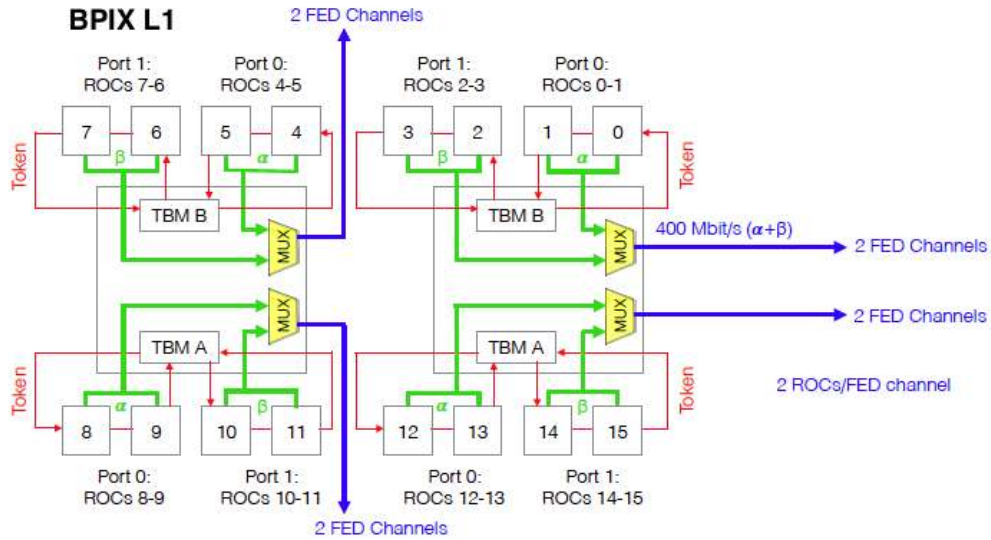 BPIX L1
2 FED Channels
Port 1:
ROCs 7-6
Port 0:
ROCs 4-5
Port 1:
ROCs 2-3
Port 0:
ROCs 0-1
7
6
5
4
3
2
1
0
β
α
β
α
Token
Token
TBM B
TBM B
MUX
MUX
400 Mbit/s (α+β)
2 FED Channels
MUX
MUX
2 FED Channels
TBM A
TBM A
2 ROCs/FED channel
Token
Token
α
β
α
β
8
9
10
11
12
13
14
15
Port 0:
ROCs 8-9
Port 1:
ROCs 10-11
Port 0:
ROCs 12-13
Port 1:
ROCs 14-15
2 FED Channels